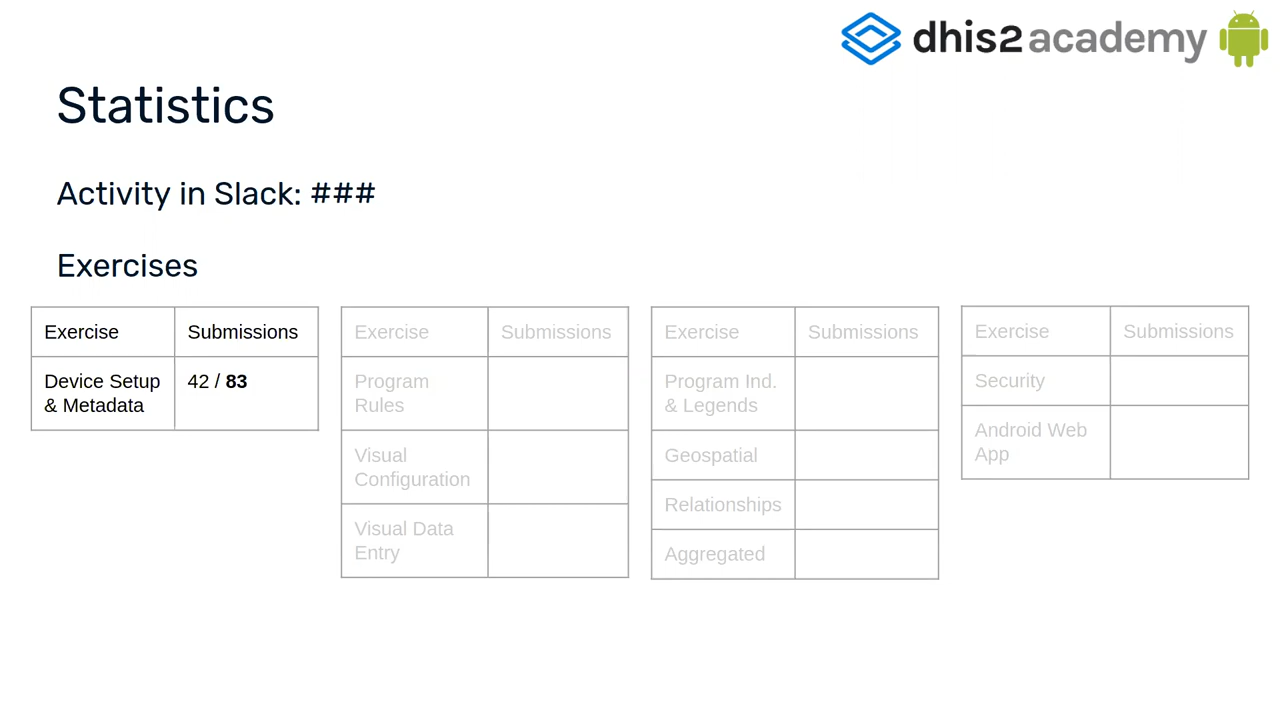 dhis2 academy
Statistics
Activity in Slack: ###
Exercises
Exercise Submissions
Device Setup
& Metadata
42 / 83
Exercise Submissions
Program
Rules
Visual
Configuration
Visual Data
Entry
Exercise Submissions
Program Ind.
& Legends
Geospatial
Relationships
Aggregated
Exercise Submissions
Security
Android Web
App